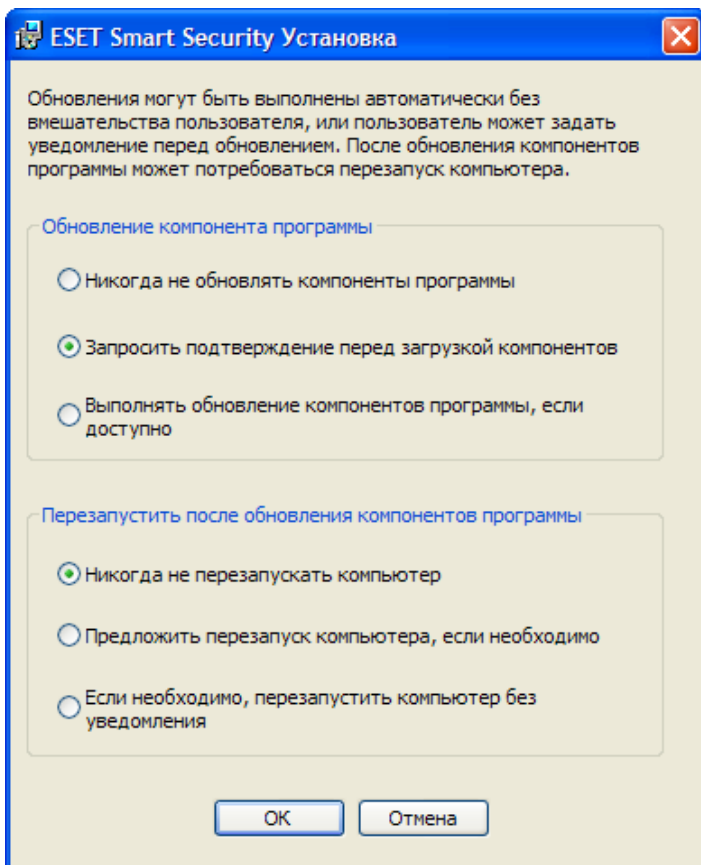 ESET Smart Security Установка
Обновления могут быть выполнены автоматически без
вмешательства пользователя, или пользователь может задать
уведомление перед обновлением. После обновления компонентов
программы может потребоваться перезапуск компьютера.
Обновление компонента программы
Никогда не обновлять компоненты программы
Запросить подтверждение перед загрузкой компонентов
Выполнять обновление компонентов программы, если
доступно
Перезапустить после обновления компонентов программы
Никогда не перезапускать компьютер
Предложить перезапуск компьютера, если необходимо
Если необходимо, перезапустить компьютер без
уведомления
OK Отмена